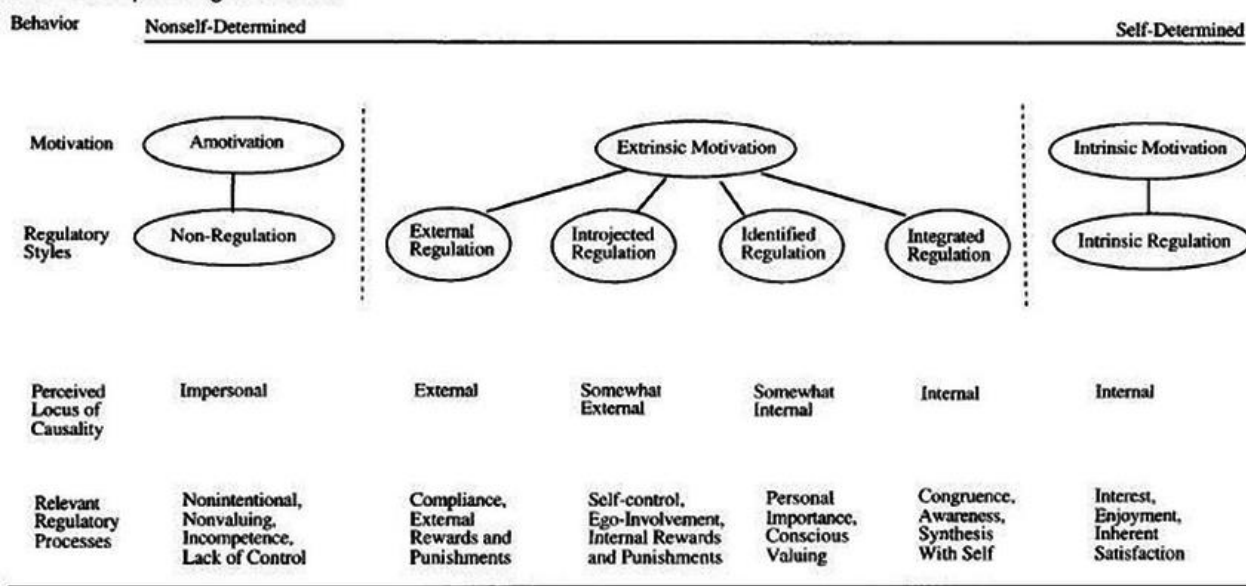 Behavior Nonself-Determined Self-Determined
Motivation Amotivation Extrinsic Motivation Intrinsic Motivation
Regulatory
Styles
Non-Regulation
External
Regulation
Introjected
Regulation
Identified
Regulation
Integrated
Regulation
Intrinsic Regulation
Perceived
Locus of
Causality
Impersonal
External
Somewhat
External
Somewhat
Internal
Internal
Internal
Relevant
Regulatory
Processes
Nonintentional,
Nonvaluing,
Incompetence,
Lack of Control
Compliance,
External
Rewards and
Punishments
Self-control,
Ego-Involvement,
Internal Rewards
and Punishments
Personal
Importance,
Conscious
Valuing
Congruence,
Awareness,
Synthesis
With Self
Interest,
Enjoyment,
Inherent
Satisfaction